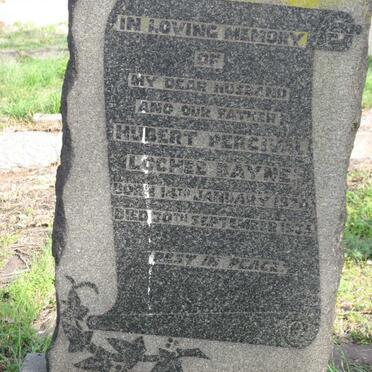 IN LOVING MEMORY
OF
MY DEAR HUSBAND
AND OUR FATHER
HUBERT PERCIVAL
LOCHEE BAYNE
BORN 14TH JANUARY
DIED 30TH SEPTEMBER
REST IN PEACE